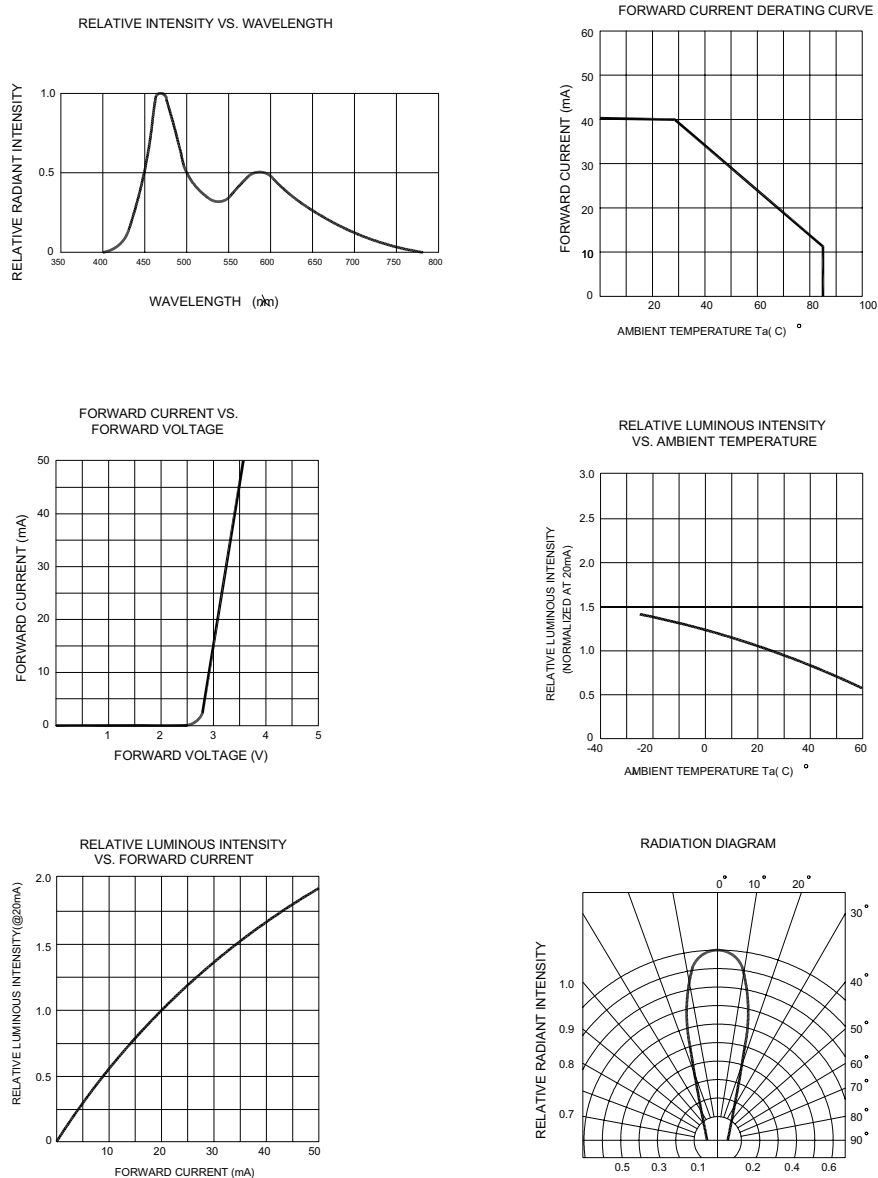 RELATIVE INTENSITY VS. WAVELENGTH
RELATIVE RADIANT INTENSITY
1.0
0.5
0
350 400 450 500 550 600 650 700 750 800
WAVELENGTH (nm)
FORWARD CURRENT DERATING CURVE
FORWARD CURRENT (mA)
60
50
40
30
20
10
0
20 40 60 80 100
AMBIENT TEMPERATURE Ta( C) °
FORWARD CURRENT VS.
FORWARD VOLTAGE
FORWARD CURRENT (mA)
50
40
30
20
10
0
1 2 3 4 5
FORWARD VOLTAGE (V)
RELATIVE LUMINOUS INTENSITY
VS. AMBIENT TEMPERATURE
RELATIVE LUMINOUS INTENSITY
(NORMALIZED AT 20mA)
3.0
2.5
2.0
1.5
1.0
0.5
0
-40 -20 0 20 40 60
AMBIENT TEMPERATURE Ta( C) °
RELATIVE LUMINOUS INTENSITY
VS. FORWARD CURRENT
RELATIVE LUMINOUS INTENSITY(@20mA)
2.0
1.5
1.0
0.5
0
10 20 30 40 50
FORWARD CURRENT (mA)
RADIATION DIAGRAM
RELATIVE RADIANT INTENSITY
0° 10° 20°
30°
40°
50°
60°
70°
80°
90°
1.0
0.9
0.8
0.7
0.5 0.3 0.1 0.2 0.4 0.6